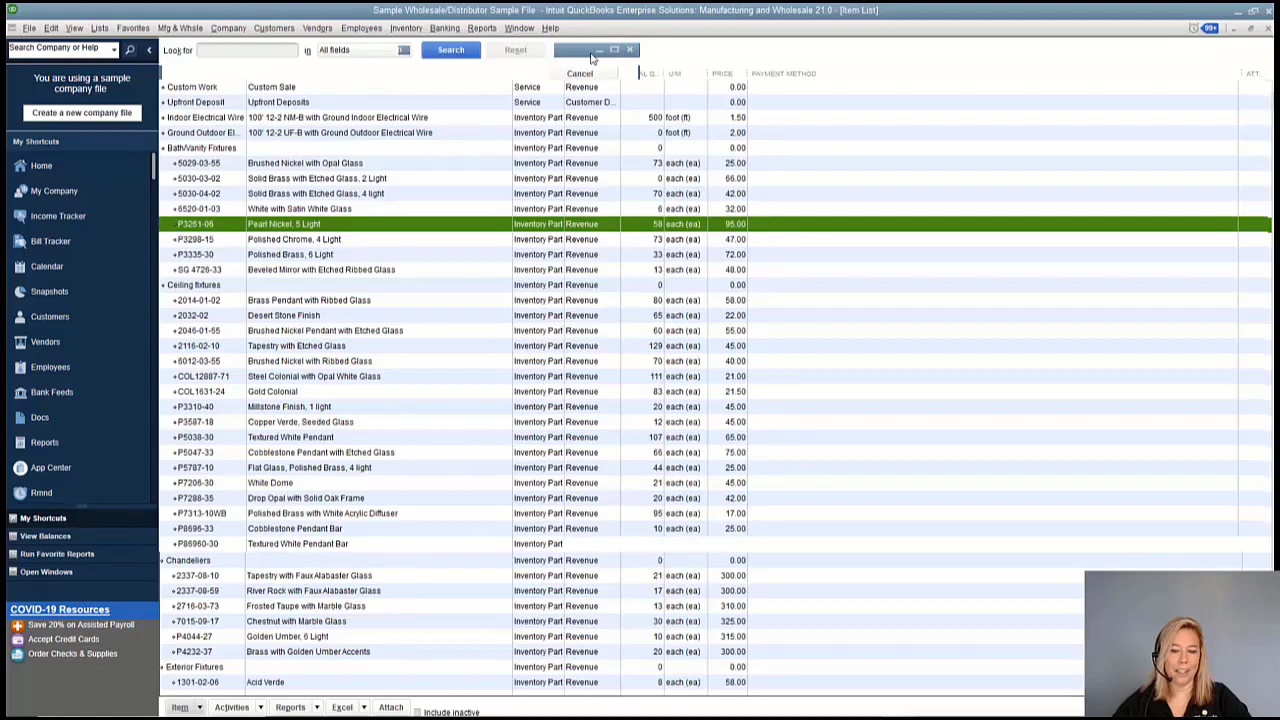 Sample Wholesale/Distributor Sample File - Intuit QuickBooks Enterprise Solutions: Manufacturing and Wholesale 21.0 - [Item List]
File Edit View Lists Favorites Mfg & Whole Company Customers Vendors Employees Inventory Banking Reports Window Help 99+
Search Company or Help Look for in All fields Search Reset
You are using a sample
company file
Create a new company file
My Shortcuts
Home
My Company
Income Tracker
Bill Tracker
Calendar
Snapshots
Customers
Vendors
Employees
Bank Feeds
Docs
Reports
App Center
Rmnd
My Shortcuts
View Balances
Run Favorite Reports
Open Windows
COVID-19 Resources
Save 20% on Assisted Payroll
Accept Credit Cards
Order Checks & Supplies
Cancel AL Q... U/M PRICE PAYMENT METHOD ATT
Custom Work Custom Sale Service Revenue 0.00
Upfront Deposit Upfront Deposits Service Customer D... 0.00
Indoor Electrical Wire 100' 12-2 NM-B with Ground Indoor Electrical Wire Inventory Part Revenue 500 foot (ft) 1.50
Ground Outdoor El... 100' 12-2 UF-B with Ground Outdoor Electrical Wire Inventory Part Revenue 0 foot (ft) 2.00
Bath/Vanity Fixtures Inventory Part Revenue 0 0.00
5029-03-55 Brushed Nickel with Opal Glass Inventory Part Revenue 73 each (ea) 25.00
5030-03-02 Solid Brass with Etched Glass, 2 Light Inventory Part Revenue 0 each (ea) 66.00
5030-04-02 Solid Brass with Etched Glass, 4 light Inventory Part Revenue 70 each (ea) 42.00
6520-01-03 White with Satin White Glass Inventory Part Revenue 6 each (ea) 32.00
P3261-06 Pearl Nickel, 5 Light Inventory Part Revenue 58 each (ea) 95.00
P3298-15 Polished Chrome, 4 Light Inventory Part Revenue 73 each (ea) 47.00
P3335-30 Polished Brass, 6 Light Inventory Part Revenue 33 each (ea) 72.00
SG 4726-33 Beveled Mirror with Etched Ribbed Glass Inventory Part Revenue 13 each (ea) 48.00
Ceiling fixtures Inventory Part Revenue 0 0.00
2014-01-02 Brass Pendant with Ribbed Glass Inventory Part Revenue 80 each (ea) 58.00
2032-02 Desert Stone Finish Inventory Part Revenue 65 each (ea) 22.00
2046-01-55 Brushed Nickel Pendant with Etched Glass Inventory Part Revenue 60 each (ea) 55.00
2116-02-10 Tapestry with Etched Glass Inventory Part Revenue 129 each (ea) 45.00
6012-03-55 Brushed Nickel with Ribbed Glass Inventory Part Revenue 70 each (ea) 40.00
COL12887-71 Steel Colonial with Opal White Glass Inventory Part Revenue 111 each (ea) 21.00
COL1631-24 Gold Colonial Inventory Part Revenue 83 each (ea) 21.50
P3310-40 Millstone Finish, 1 light Inventory Part Revenue 20 each (ea) 45.00
P3587-18 Copper Verde, Seeded Glass Inventory Part Revenue 12 each (ea) 45.00
P5038-30 Textured White Pendant Inventory Part Revenue 107 each (ea) 65.00
P5047-33 Cobblestone Pendant with Etched Glass Inventory Part Revenue 66 each (ea) 75.00
P5787-10 Flat Glass, Polished Brass, 4 light Inventory Part Revenue 44 each (ea) 25.00
P7206-30 White Dome Inventory Part Revenue 21 each (ea) 45.00
P7288-35 Drop Opal with Solid Oak Frame Inventory Part Revenue 20 each (ea) 42.00
P7313-10WB Polished Brass with White Acrylic Diffuser Inventory Part Revenue 95 each (ea) 17.00
P8696-33 Cobblestone Pendant Bar Inventory Part Revenue 10 each (ea) 25.00
P86960-30 Textured White Pendant Bar Inventory Part
Chandeliers Inventory Part Revenue 0 0.00
2337-08-10 Tapestry with Faux Alabaster Glass Inventory Part Revenue 21 each (ea) 300.00
2337-08-59 River Rock with Faux Alabaster Glass Inventory Part Revenue 17 each (ea) 300.00
2716-03-73 Frosted Taupe with Marble Glass Inventory Part Revenue 13 each (ea) 310.00
7015-09-17 Chestnut with Marble Glass Inventory Part Revenue 30 each (ea) 325.00
P4044-27 Golden Umber, 6 Light Inventory Part Revenue 10 each (ea) 315.00
P4232-37 Brass with Golden Umber Accents Inventory Part Revenue 20 each (ea) 300.00
Exterior Fixtures Inventory Part Revenue 0 0.00
1301-02-06 Acid Verde Inventory Part Revenue 8 each (ea) 58.00
Item Activities Reports Excel Attach Include inactive